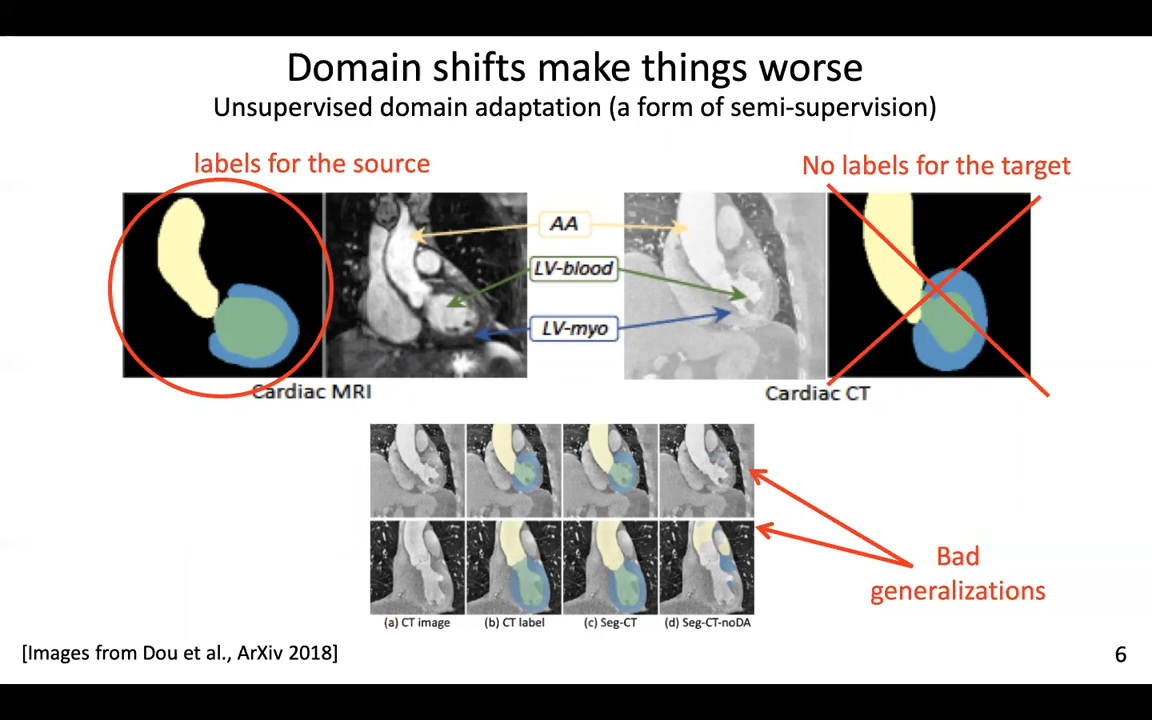 Domain shifts make things worse
Unsupervised domain adaptation (a form of semi-supervision)
labels for the source
No labels for the target
AA
LV-blood
LV-myo
Cardiac MRI
Cardiac CT
Bad
generalizations
(a) CT image
(b) CT label
(c) Seg-CT
(d) Seg-CT-noDA
[Images from Dou et al., ArXiv 2018]
6